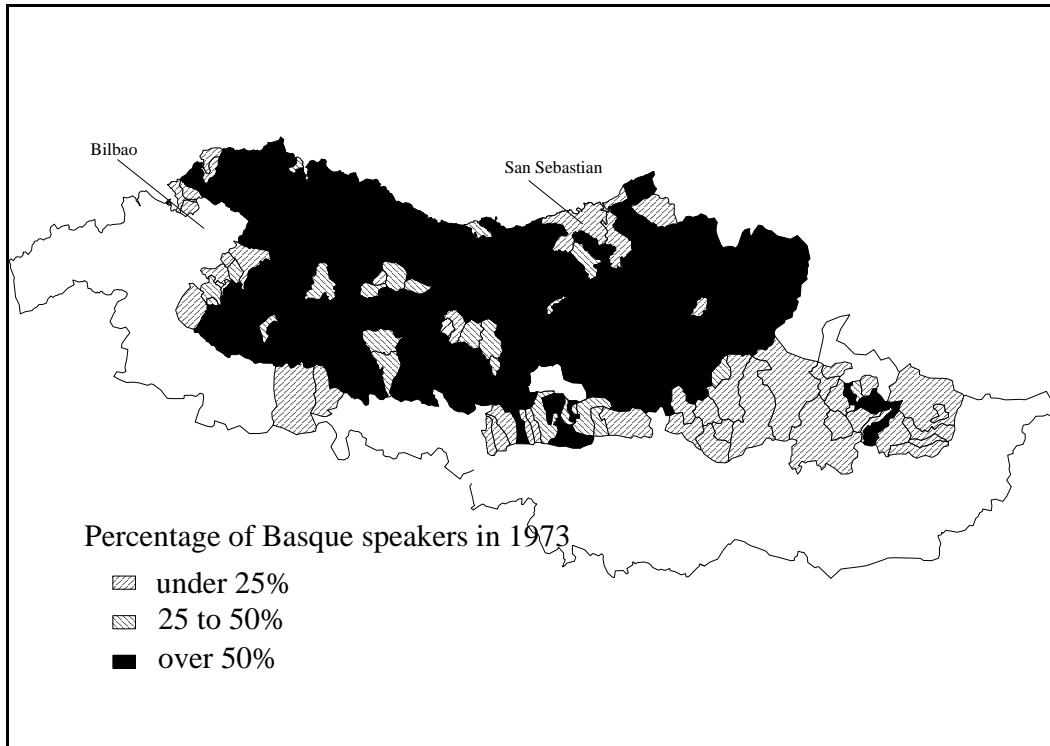 Bilbao
San Sebastian
Percentage of Basque speakers in 1973
under 25%
25 to 50%
over 50%